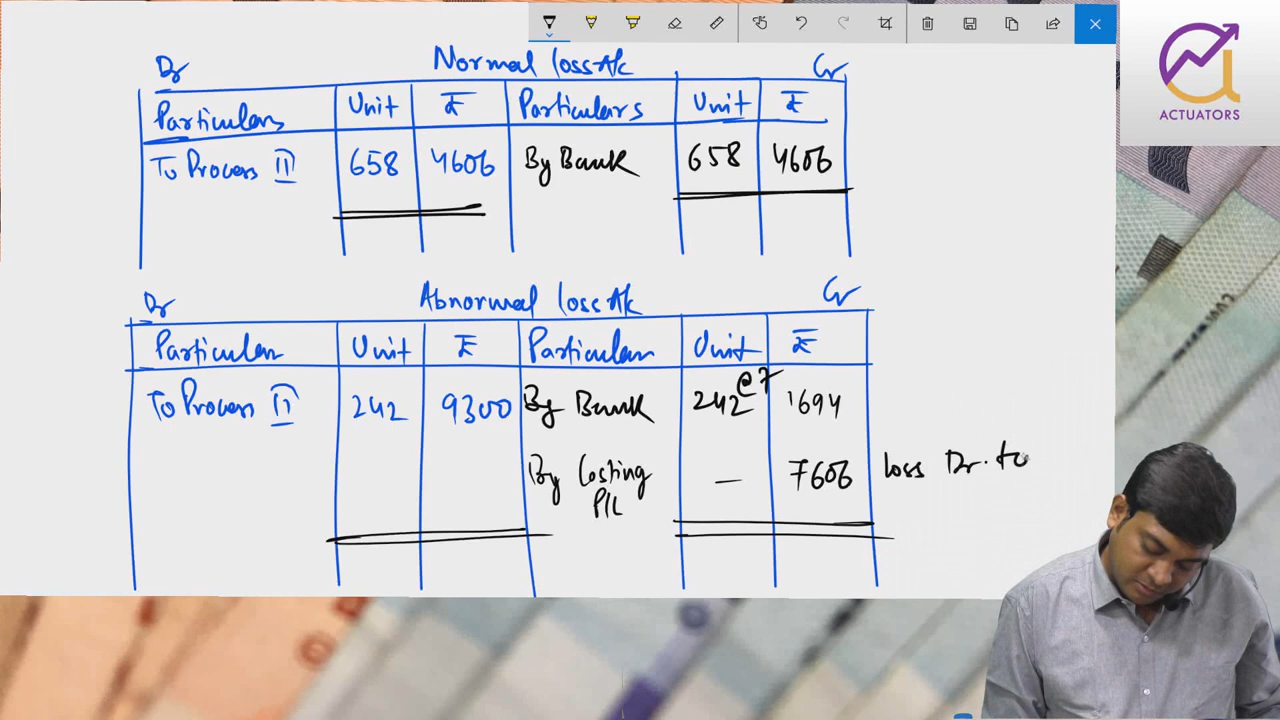 ACTUATORS
Dr Normal loss A/c Cr
Particulars Unit ₹ Particulars Unit ₹
To Process II 658 4606 By Bank 658 4606
Dr Abnormal loss A/c Cr
Particulars Unit ₹ Particulars Unit ₹
To Process II 242 9300 By Bank 242 @ 7 1694
By Costing P/L — 7606 loss Dr. to